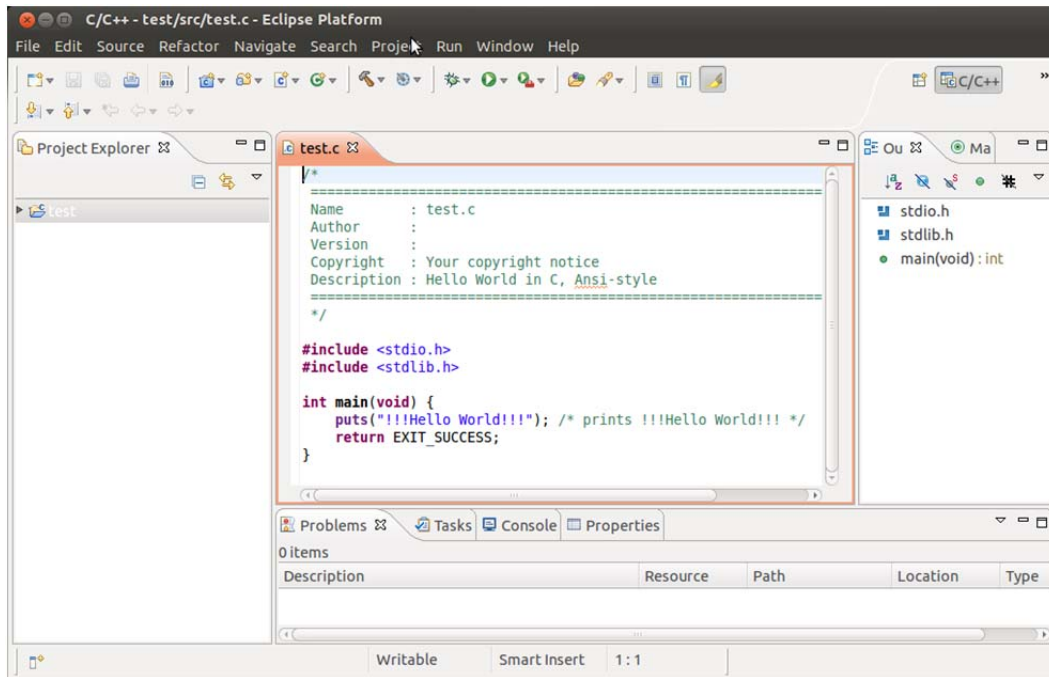 C/C++ - test/src/test.c - Eclipse Platform
File Edit Source Refactor Navigate Search Project Run Window Help
C/C++
Project Explorer
test.c
Ou
Ma
test
/*
============================================================================
Name : test.c
Author :
Version :
Copyright : Your copyright notice
Description : Hello World in C, Ansi-style
============================================================================
*/
#include <stdio.h>
#include <stdlib.h>
int main(void) {
puts("!!!Hello World!!!"); /* prints !!!Hello World!!! */
return EXIT_SUCCESS;
}
stdio.h
stdlib.h
main(void) : int
Problems Tasks Console Properties
0 items
Description Resource Path Location Type
Writable Smart Insert 1 : 1